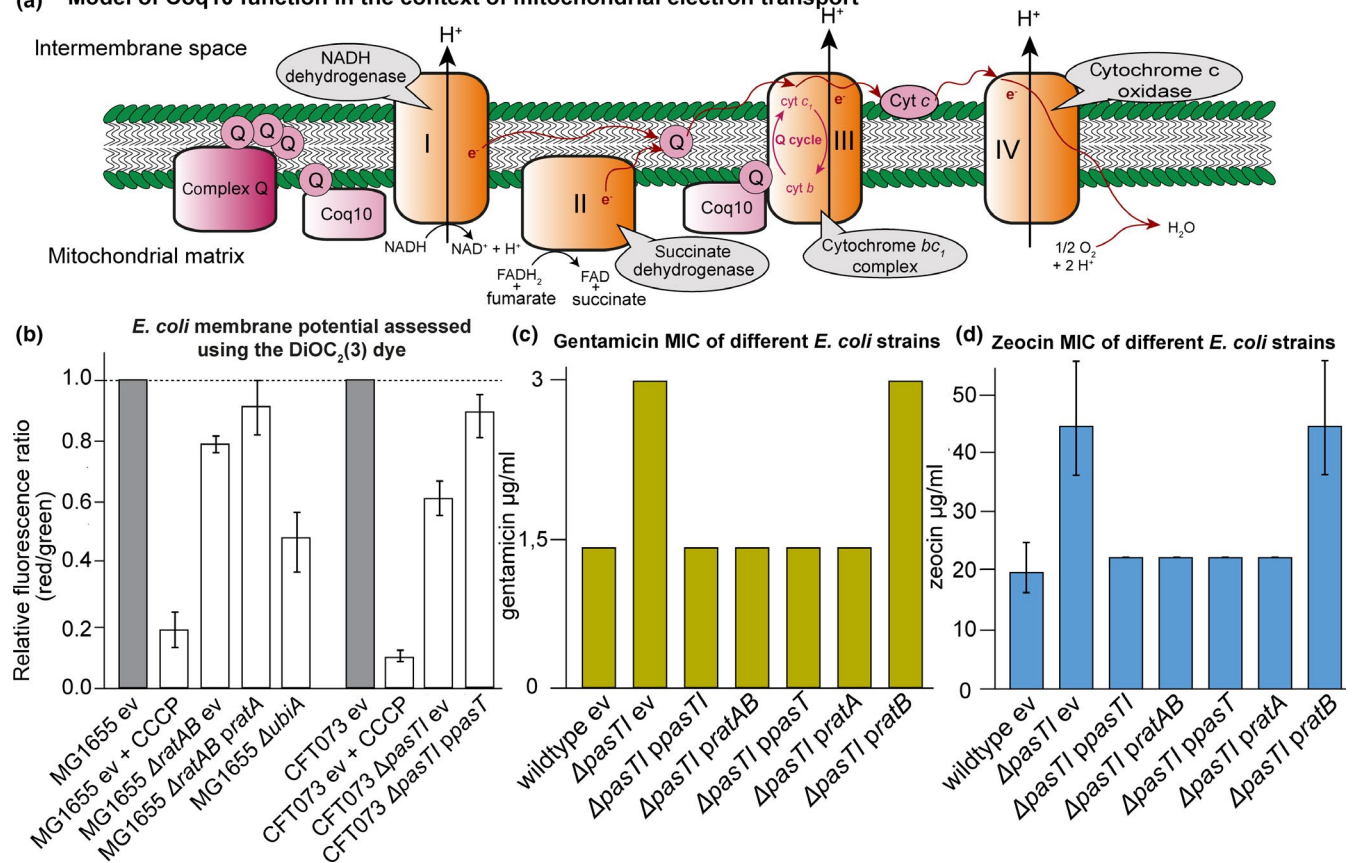 (a) Model of Coq10 function in the context of mitochondrial electron transport
Intermembrane space
H⁺
H⁺
H⁺
NADH
dehydrogenase
Cytochrome c
oxidase
I
e⁻
Q
Q
Q
Complex Q
Q
Coq10
II
e⁻
Q
cyt c₁
e⁻
Q cycle
III
cyt b
Q
Coq10
Cyt c
e⁻
IV
NADH
NAD⁺ + H⁺
Mitochondrial matrix
FADH₂
+
fumarate
FAD
+
succinate
Succinate
dehydrogenase
Cytochrome bc₁
complex
1/2 O₂
+ 2 H⁺
H₂O
(b) E. coli membrane potential assessed
using the DiOC₂(3) dye
Relative fluorescence ratio
(red/green)
1.0
0.8
0.6
0.4
0.2
0.0
MG1655 ev
MG1655 ev + CCCP
MG1655 ΔratAB ev
MG1655 ΔratAB pratA
MG1655 ΔubiA
CFT073 ev
CFT073 ev + CCCP
CFT073 ΔpasTI ev
CFT073 ΔpasTI ppasT
(c) Gentamicin MIC of different E. coli strains
gentamicin µg/ml
3
1,5
0
wildtype ev
ΔpasTI ev
ΔpasTI ppasTI
ΔpasTI pratAB
ΔpasTI ppasT
ΔpasTI pratA
ΔpasTI pratB
(d) Zeocin MIC of different E. coli strains
zeocin µg/ml
50
40
30
20
10
0
wildtype ev
ΔpasTI ev
ΔpasTI ppasTI
ΔpasTI pratAB
ΔpasTI ppasT
ΔpasTI pratA
ΔpasTI pratB